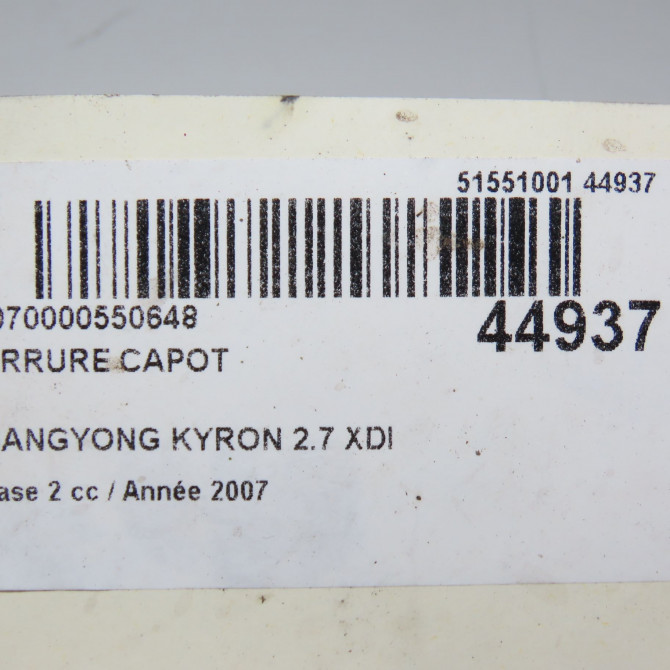 51551001 44937
070000550648
44937
RRURE CAPOT
ANGYONG KYRON 2.7 XDI
ase 2 cc / Année 2007